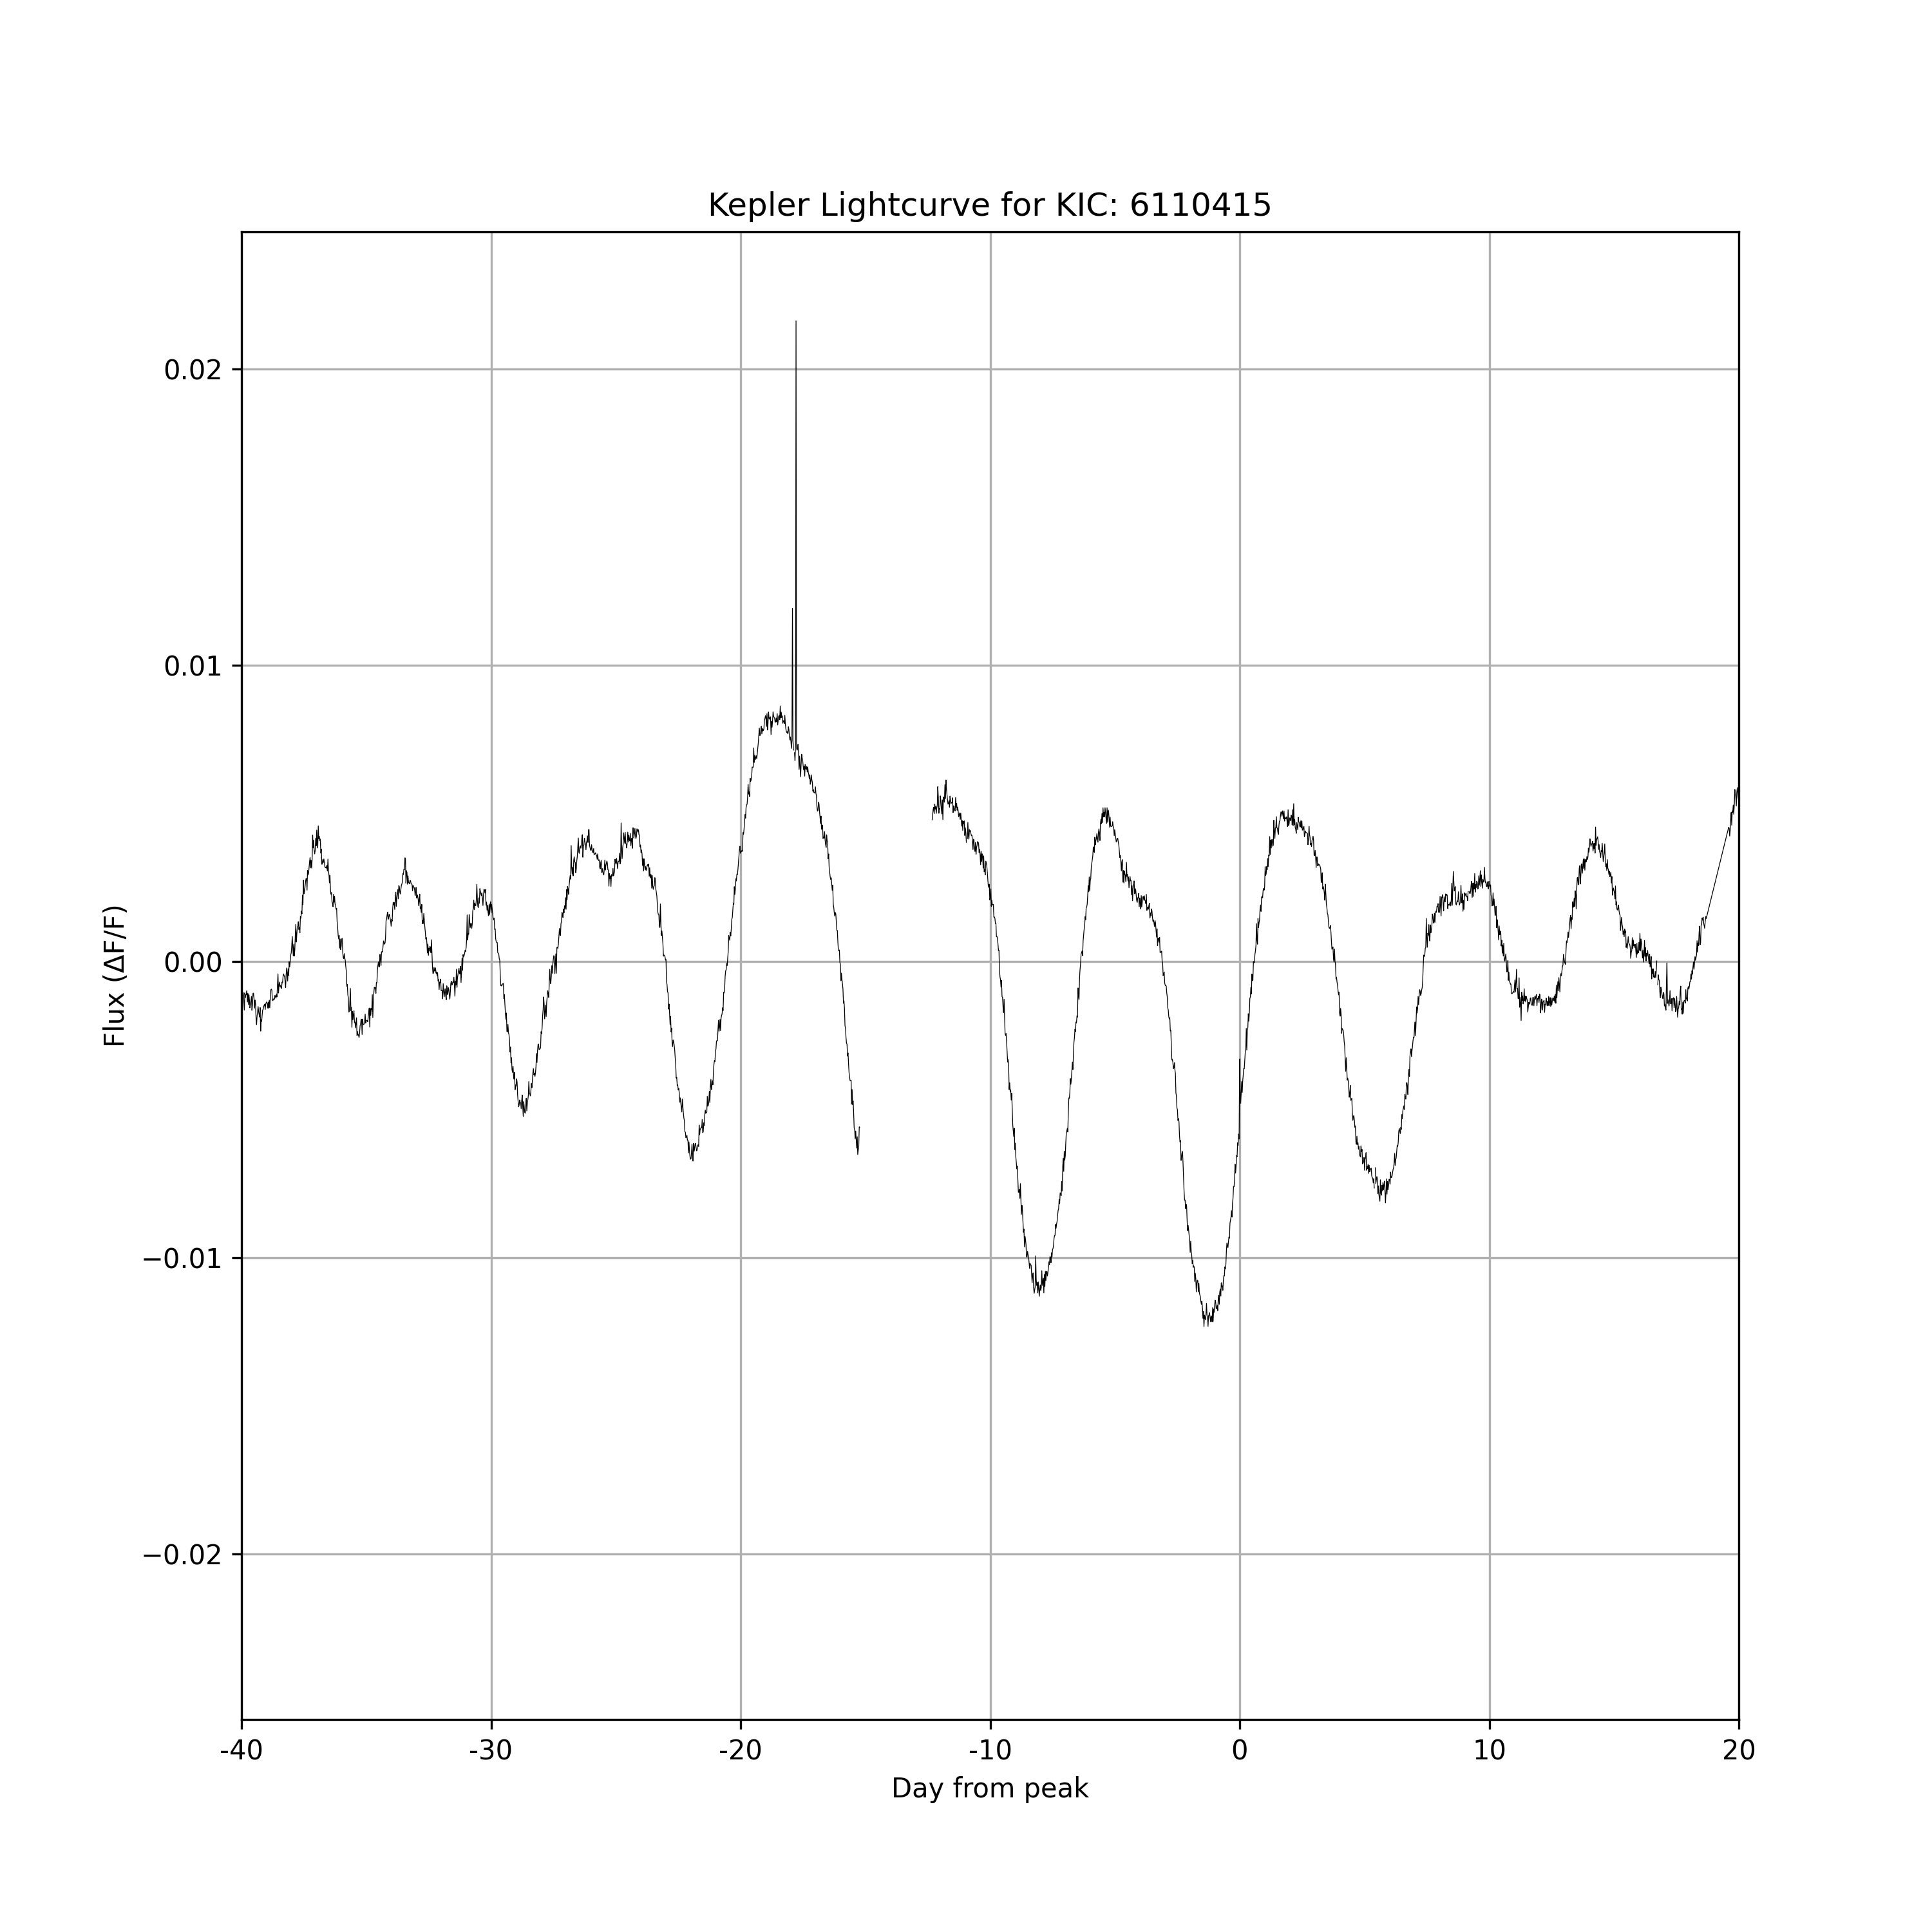 Kepler Lightcurve for KIC: 6110415
Flux (ΔF/F)
0.02
0.01
0.00
−0.01
−0.02
-40 -30 -20 -10 0 10 20
Day from peak